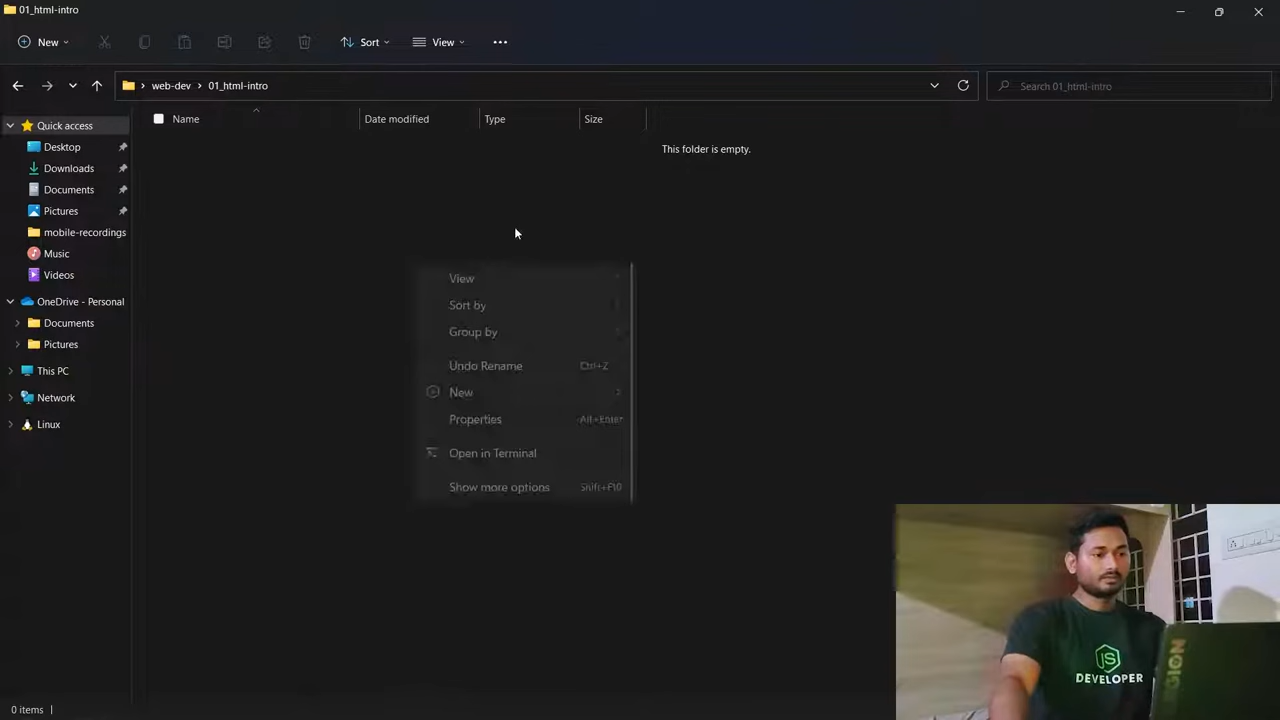 01_html-intro
New
Sort
View
web-dev
01_html-intro
Search 01_html-intro
Name
Date modified
Type
Size
This folder is empty.
Quick access
Desktop
Downloads
Documents
Pictures
mobile-recordings
Music
Videos
OneDrive - Personal
Documents
Pictures
This PC
Network
Linux
View
Sort by
Group by
Undo Rename Ctrl+Z
New
Properties Alt+Enter
Open in Terminal
Show more options Shift+F10
JS
DEVELOPER
0 items